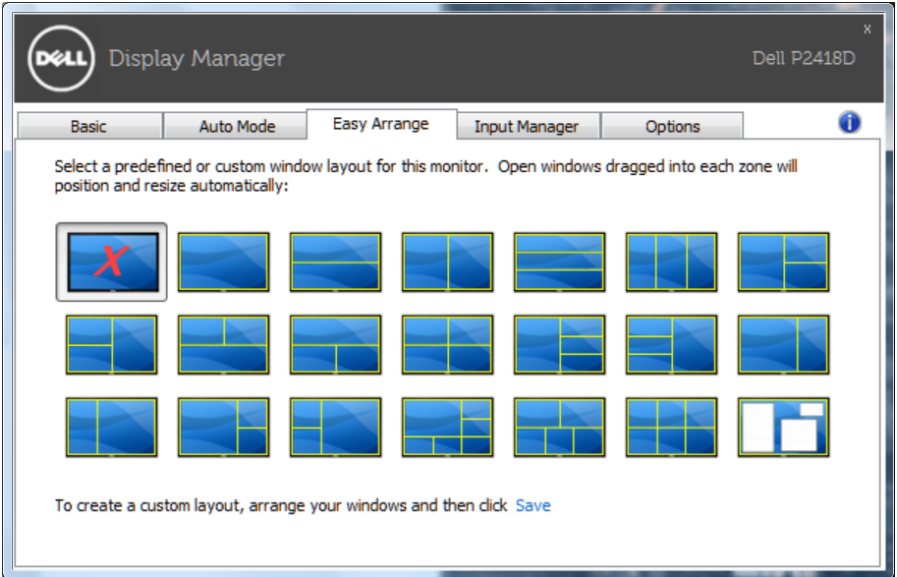 DELL
Display Manager
x
Dell P2418D
Basic
Auto Mode
Easy Arrange
Input Manager
Options
i
Select a predefined or custom window layout for this monitor. Open windows dragged into each zone will
position and resize automatically:
X
To create a custom layout, arrange your windows and then click Save